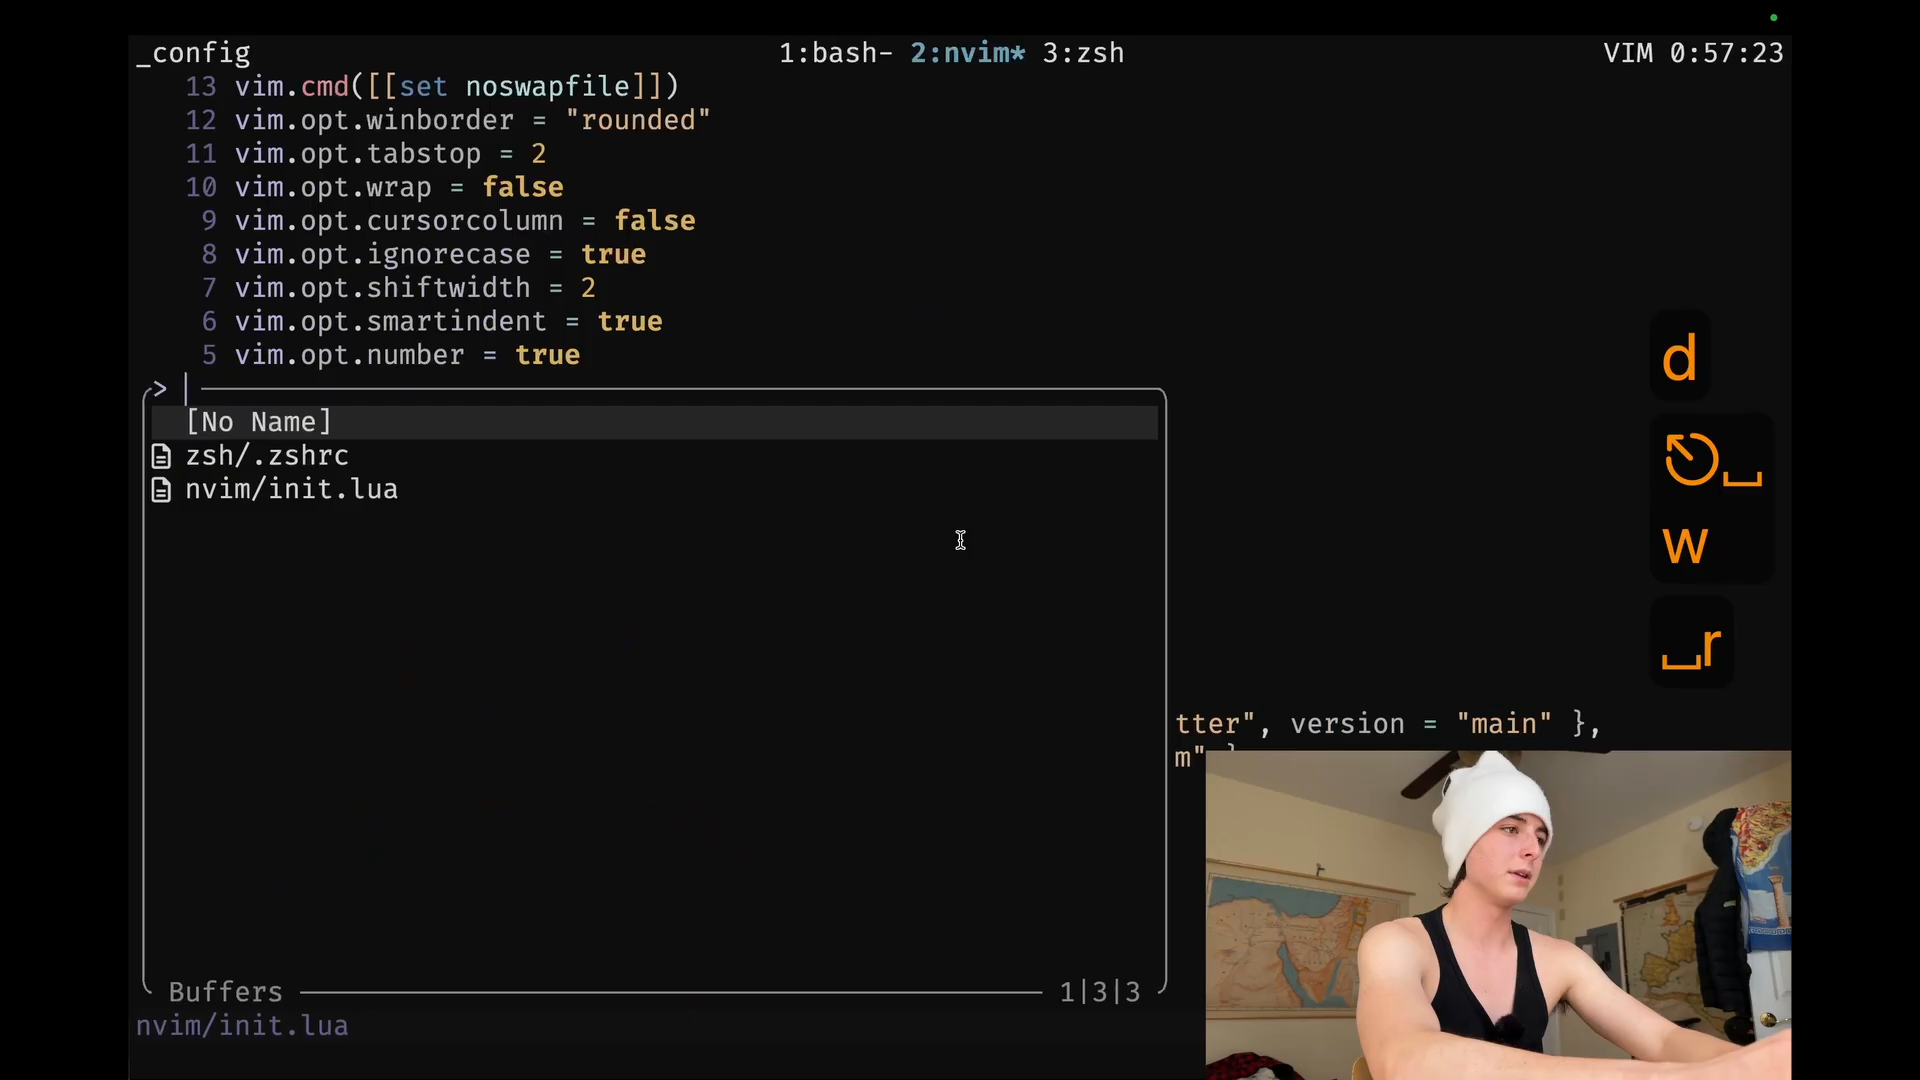 _config 1:bash- 2:nvim* 3:zsh VIM 0:57:23
13 vim.cmd([[set noswapfile]])
12 vim.opt.winborder = "rounded"
11 vim.opt.tabstop = 2
10 vim.opt.wrap = false
9 vim.opt.cursorcolumn = false
8 vim.opt.ignorecase = true
7 vim.opt.shiftwidth = 2
6 vim.opt.smartindent = true
5 vim.opt.number = true
>
[No Name]
zsh/.zshrc
nvim/init.lua
d
w
r
tter", version = "main" },
m" }
Buffers 1|3|3
nvim/init.lua